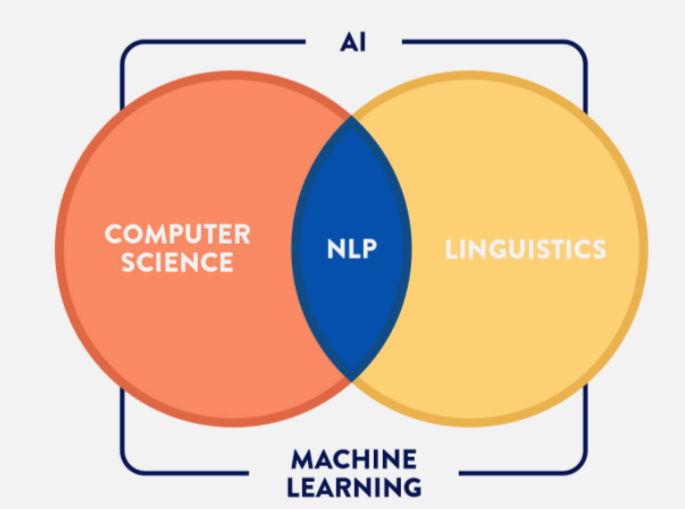 AI
COMPUTER
SCIENCE
NLP
LINGUISTICS
MACHINE
LEARNING